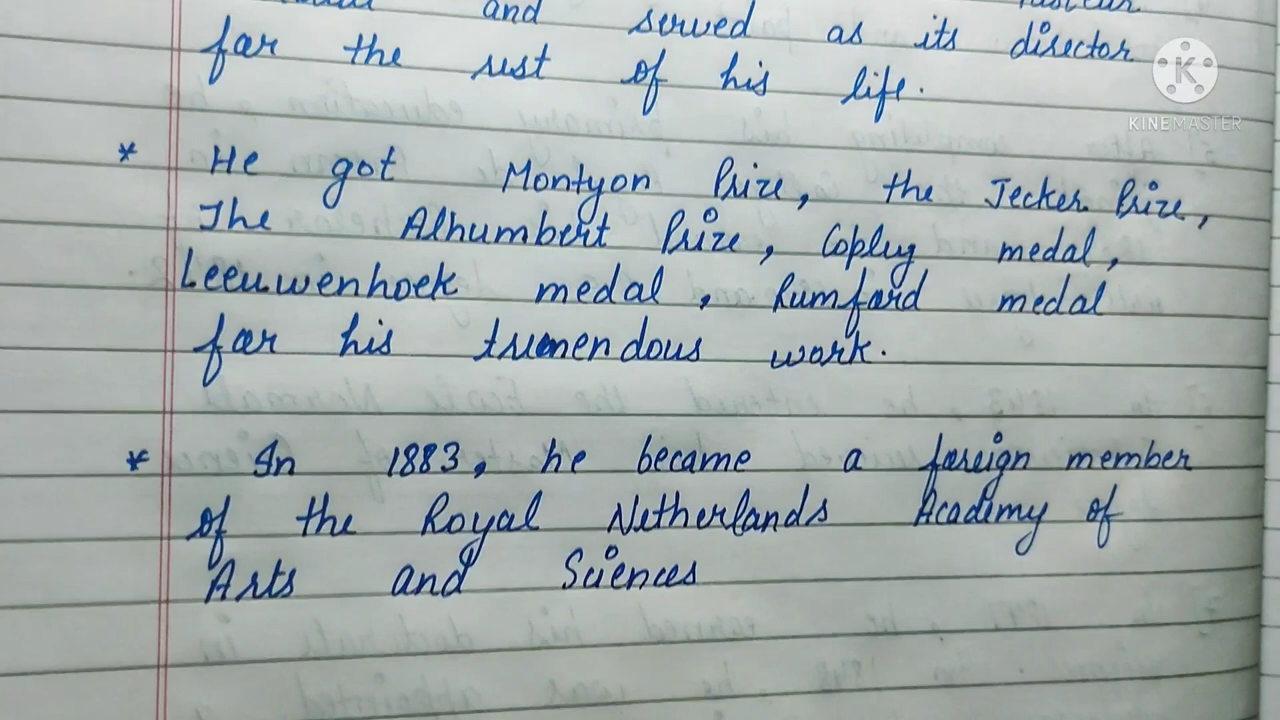 and served as its director
for the rest of his life.
* He got Montyon Prize, the Jecker Prize,
The Alhumbert Prize, Copley medal,
Leeuwenhoek medal, Rumford medal
for his tremendous work.
* In 1883, he became a foreign member
of the Royal Netherlands Academy of
Arts and Sciences
K
KINEMASTER